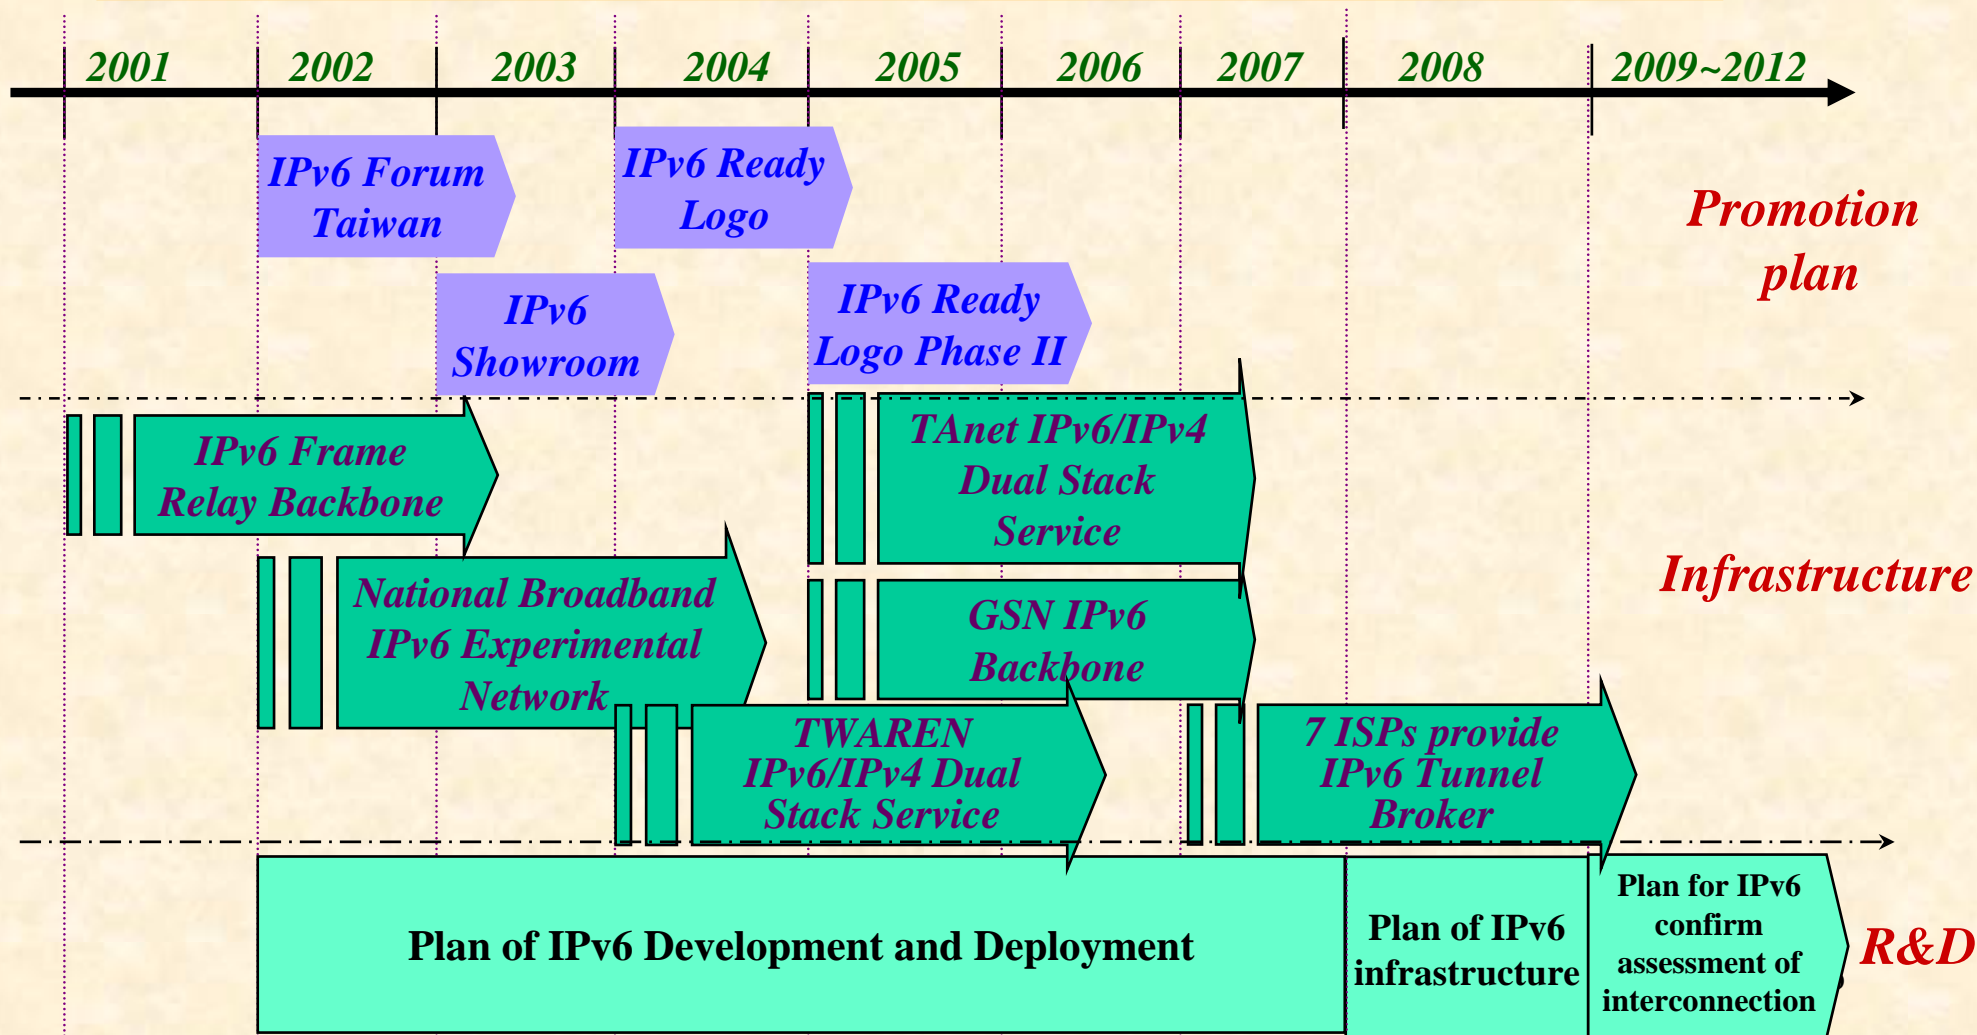 2001 2002 2003 2004 2005 2006 2007 2008 2009~2012
IPv6 Forum
Taiwan
IPv6 Ready
Logo
IPv6
Showroom
IPv6 Ready
Logo Phase II
Promotion
plan
IPv6 Frame
Relay Backbone
TAnet IPv6/IPv4
Dual Stack
Service
National Broadband
IPv6 Experimental
Network
GSN IPv6
Backbone
Infrastructure
TWAREN
IPv6/IPv4 Dual
Stack Service
7 ISPs provide
IPv6 Tunnel
Broker
Plan of IPv6 Development and Deployment
Plan of IPv6
infrastructure
Plan for IPv6
confirm
assessment of
interconnection
R&D